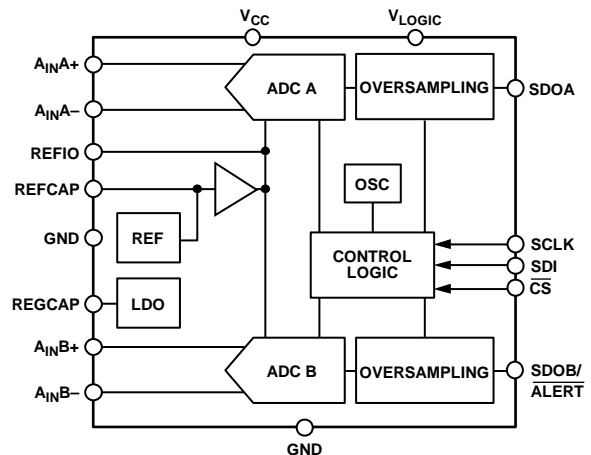 VCC
VLOGIC
AINA+
ADC A
OVERSAMPLING
SDOA
AINA–
REFIO
REFCAP
OSC
GND
REF
CONTROL
LOGIC
SCLK
SDI
CS
REGCAP
LDO
AINB+
ADC B
OVERSAMPLING
SDOB/
ALERT
AINB–
GND